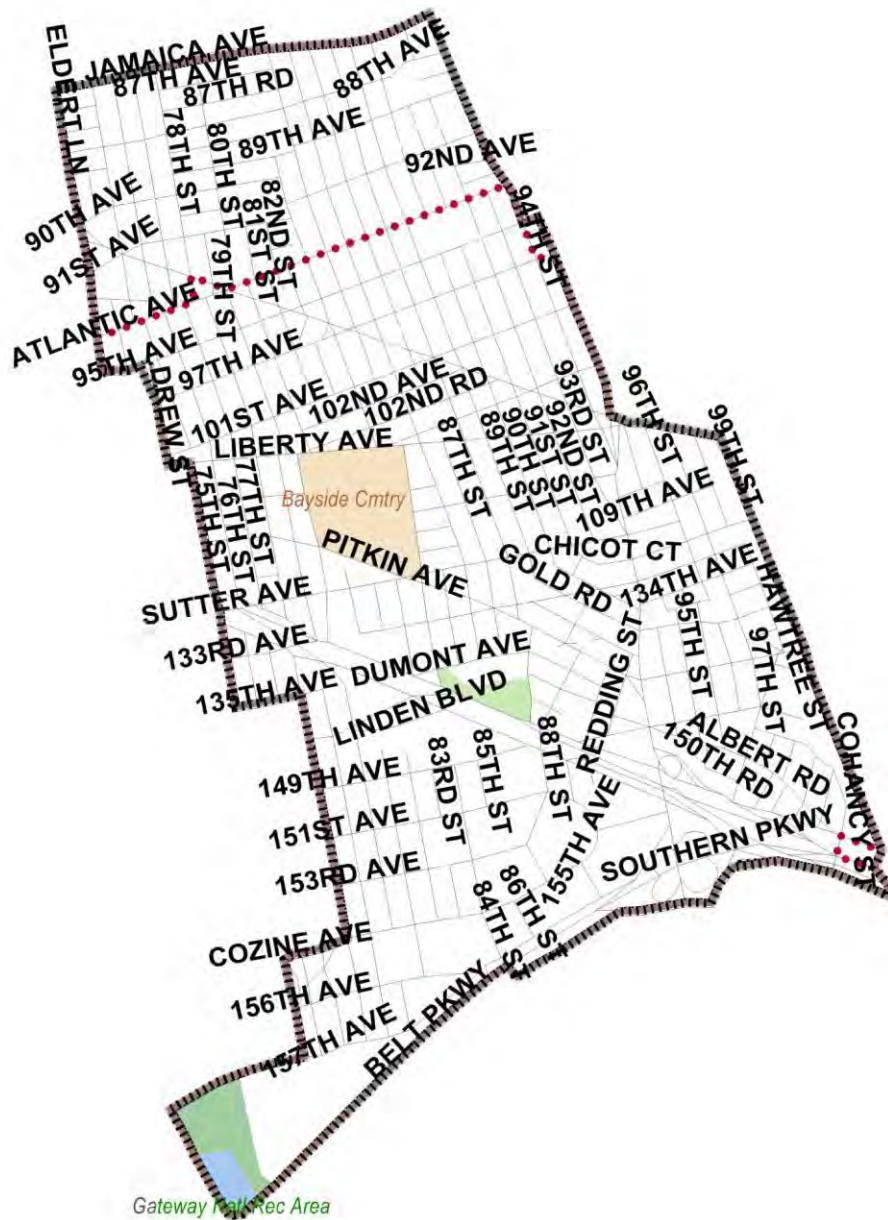 JAMAICA AVE
ELDERT LN
87TH AVE
87TH RD
88TH AVE
78TH ST
80TH ST
89TH AVE
92ND AVE
90TH AVE
82ND ST
81ST ST
94TH ST
91ST AVE
79TH ST
ATLANTIC AVE
95TH AVE
97TH AVE
DREW ST
101ST AVE
102ND AVE
102ND RD
93RD ST
96TH ST
99TH ST
LIBERTY AVE
87TH ST
89TH ST
90TH ST
91ST ST
92ND ST
75TH ST
76TH ST
77TH ST
Bayside Cmtry
109TH AVE
PITKIN AVE
GOLD RD
CHICOT CT
134TH AVE
HAWTREE ST
SUTTER AVE
133RD AVE
135TH AVE
DUMONT AVE
REDDING ST
95TH ST
97TH ST
LINDEN BLVD
149TH AVE
83RD ST
85TH ST
88TH ST
ALBERT RD
150TH RD
COHANCY ST
151ST AVE
155TH AVE
SOUTHERN PKWY
153RD AVE
84TH ST
86TH ST
COZINE AVE
156TH AVE
157TH AVE
BELT PKWY
Gateway Natl Rec Area